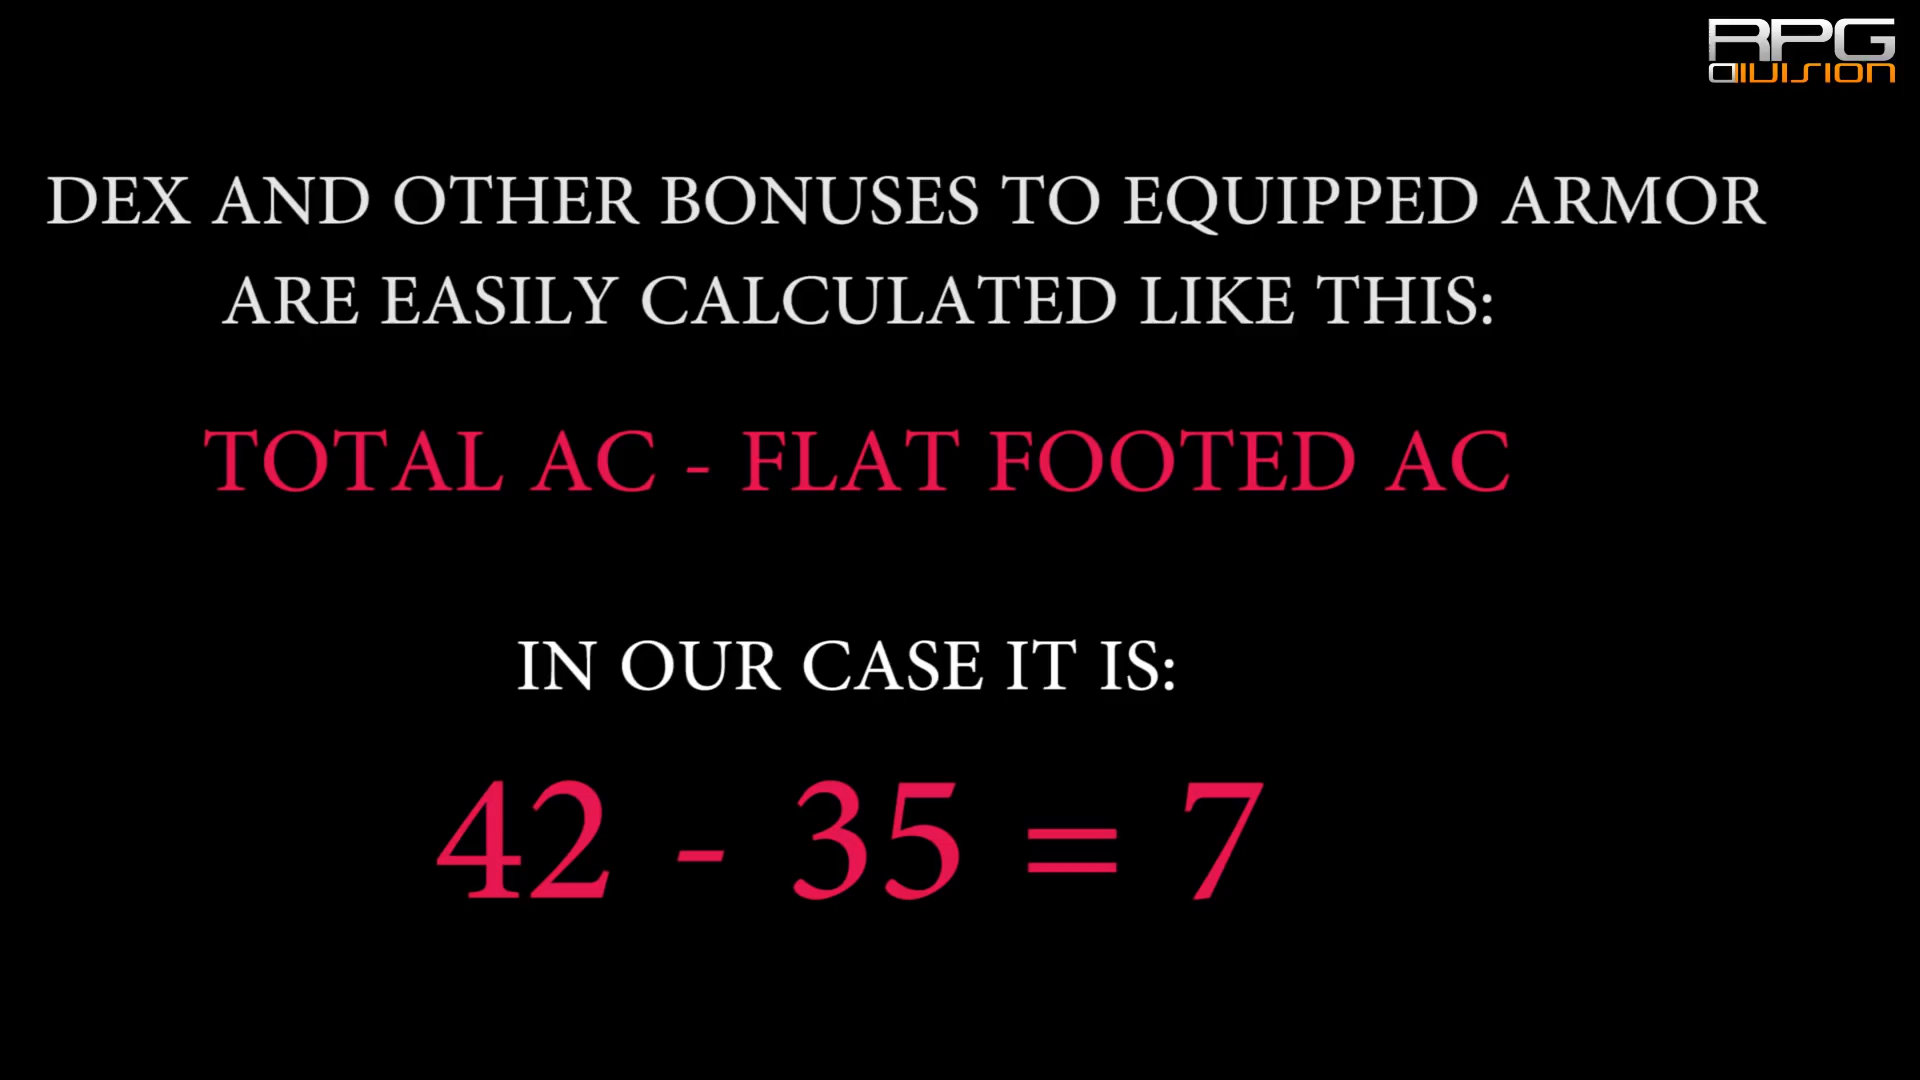 RPG
DIVISION
DEX AND OTHER BONUSES TO EQUIPPED ARMOR
ARE EASILY CALCULATED LIKE THIS:
TOTAL AC - FLAT FOOTED AC
IN OUR CASE IT IS:
42 - 35 = 7